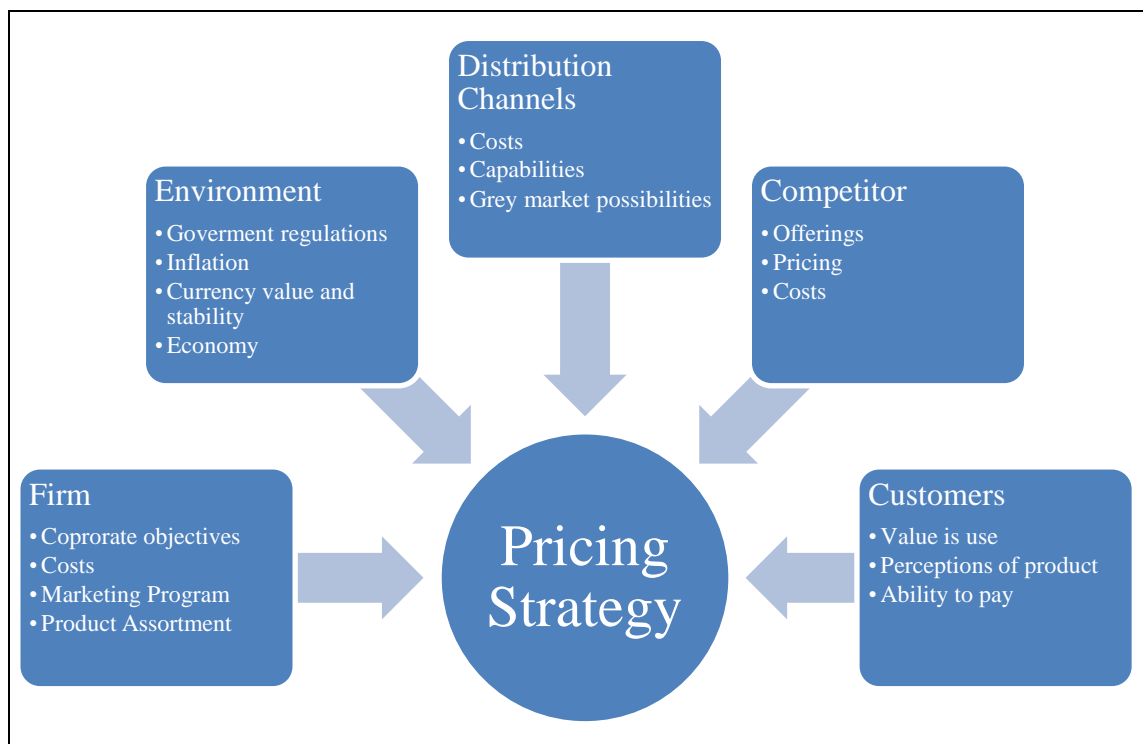 Distribution
Channels
• Costs
• Capabilities
• Grey market possibilities
Environment
• Goverment regulations
• Inflation
• Currency value and
stability
• Economy
Competitor
• Offerings
• Pricing
• Costs
Firm
• Coprorate objectives
• Costs
• Marketing Program
• Product Assortment
Pricing
Strategy
Customers
• Value is use
• Perceptions of product
• Ability to pay